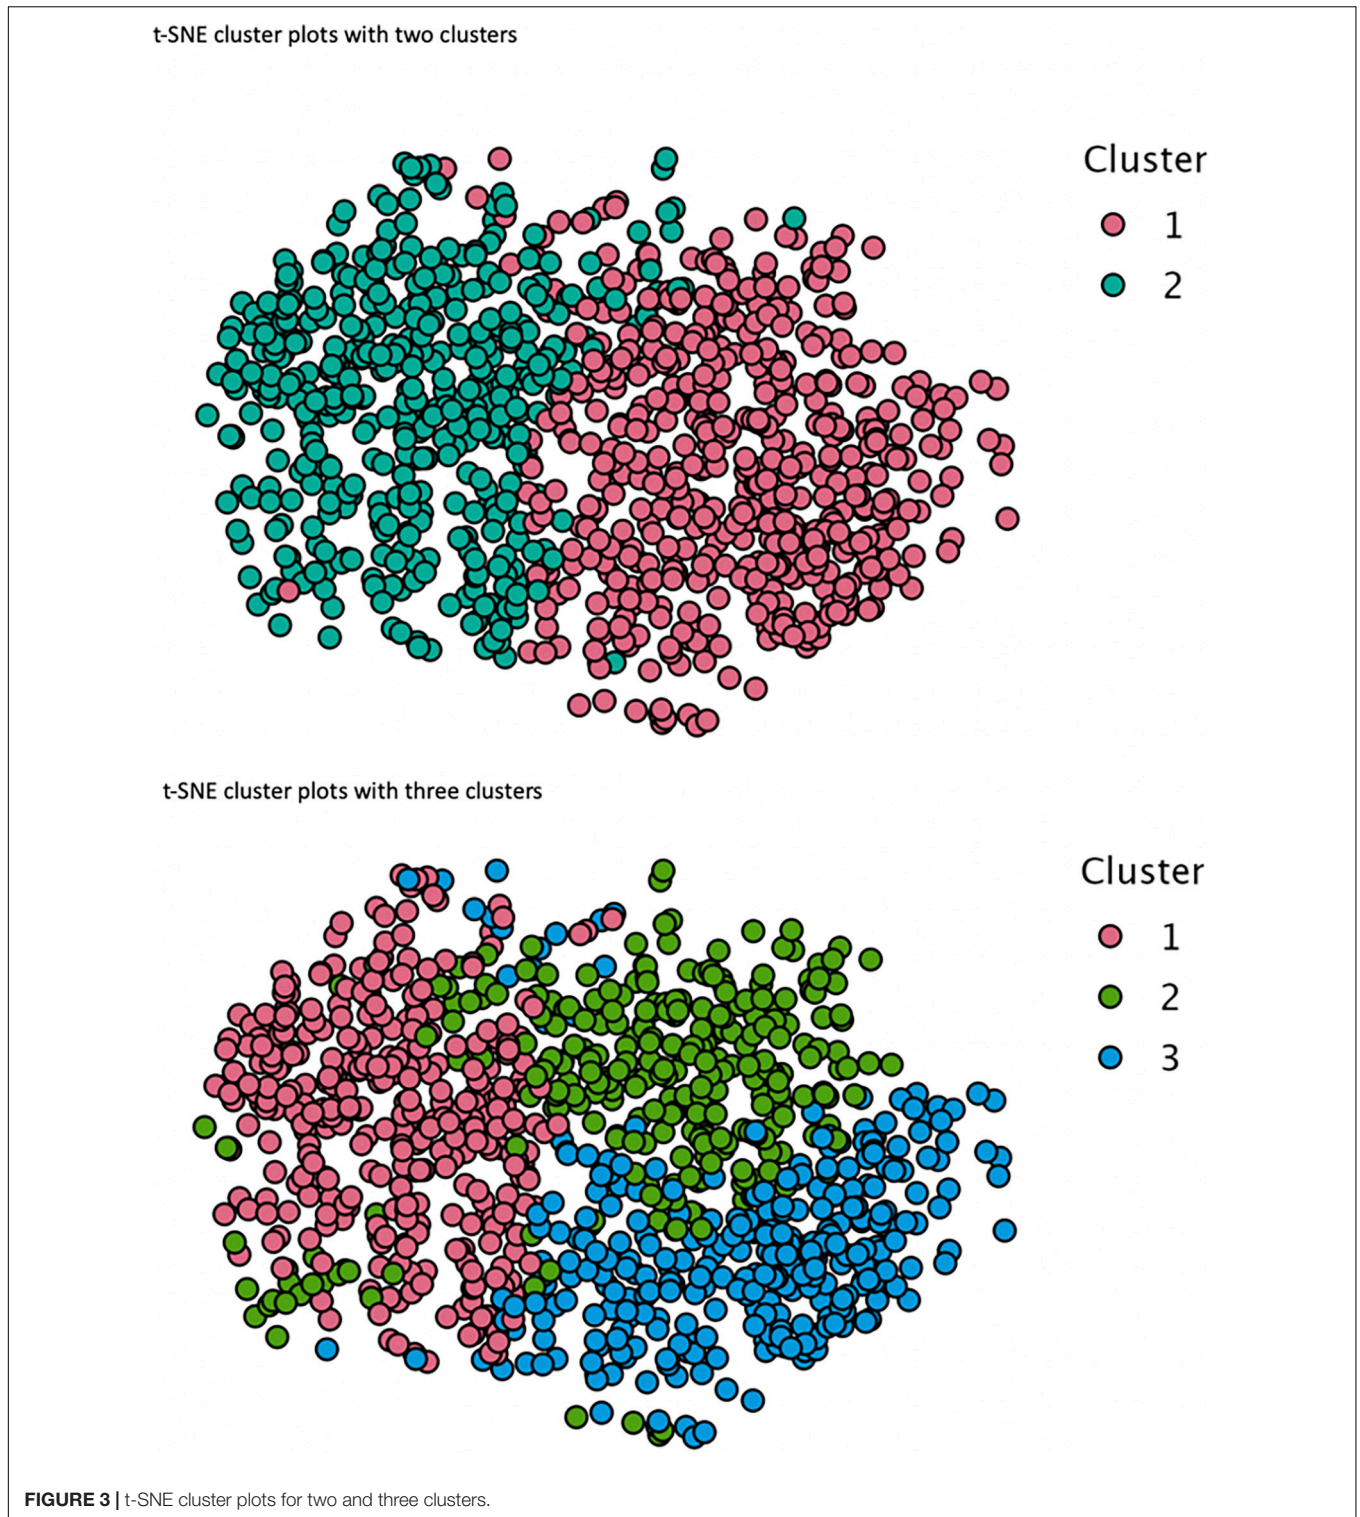 t-SNE cluster plots with two clusters
Cluster
1
2
t-SNE cluster plots with three clusters
Cluster
1
2
3
FIGURE 3 | t-SNE cluster plots for two and three clusters.